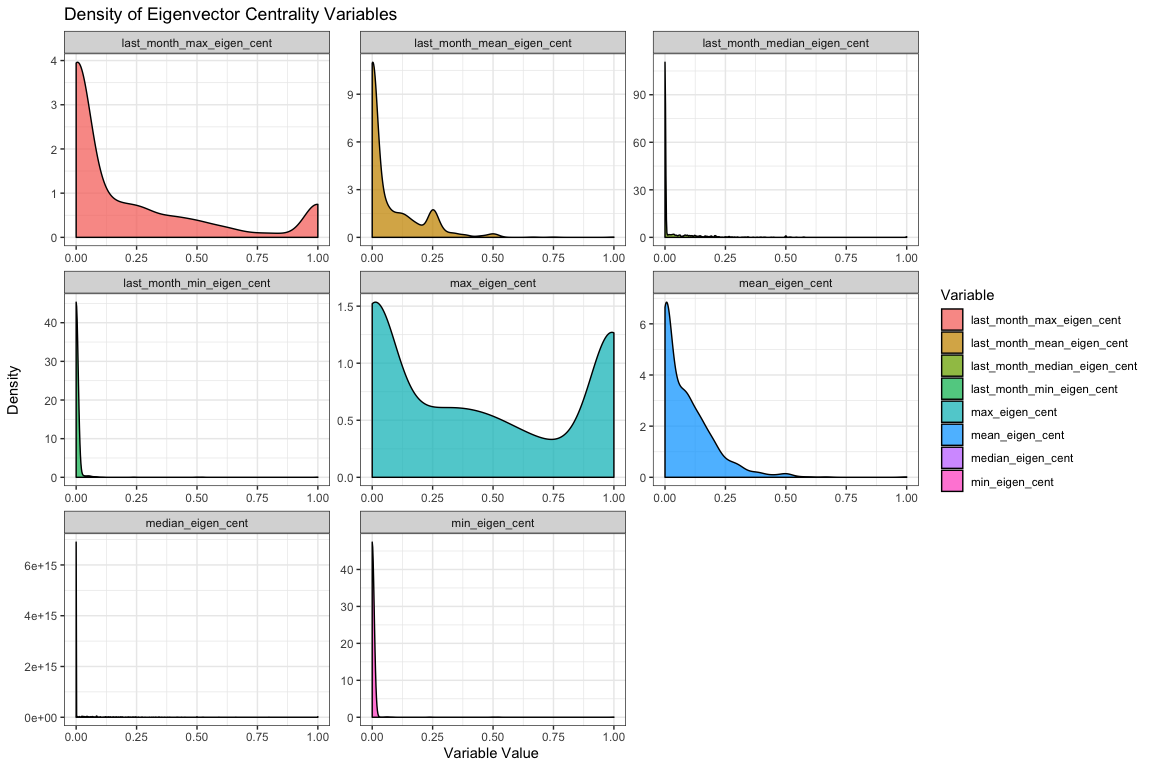 Density of Eigenvector Centrality Variables
last_month_max_eigen_cent
last_month_mean_eigen_cent
last_month_median_eigen_cent
4
3
2
1
0
9
6
3
0
90
60
30
0
0.00 0.25 0.50 0.75 1.00
0.00 0.25 0.50 0.75 1.00
0.00 0.25 0.50 0.75 1.00
last_month_min_eigen_cent
max_eigen_cent
mean_eigen_cent
40
30
20
10
0
1.5
1.0
0.5
0.0
6
4
2
0
0.00 0.25 0.50 0.75 1.00
0.00 0.25 0.50 0.75 1.00
0.00 0.25 0.50 0.75 1.00
median_eigen_cent
min_eigen_cent
6e+15
4e+15
2e+15
0e+00
40
30
20
10
0
0.00 0.25 0.50 0.75 1.00
0.00 0.25 0.50 0.75 1.00
Variable Value
Density
Variable
last_month_max_eigen_cent
last_month_mean_eigen_cent
last_month_median_eigen_cent
last_month_min_eigen_cent
max_eigen_cent
mean_eigen_cent
median_eigen_cent
min_eigen_cent